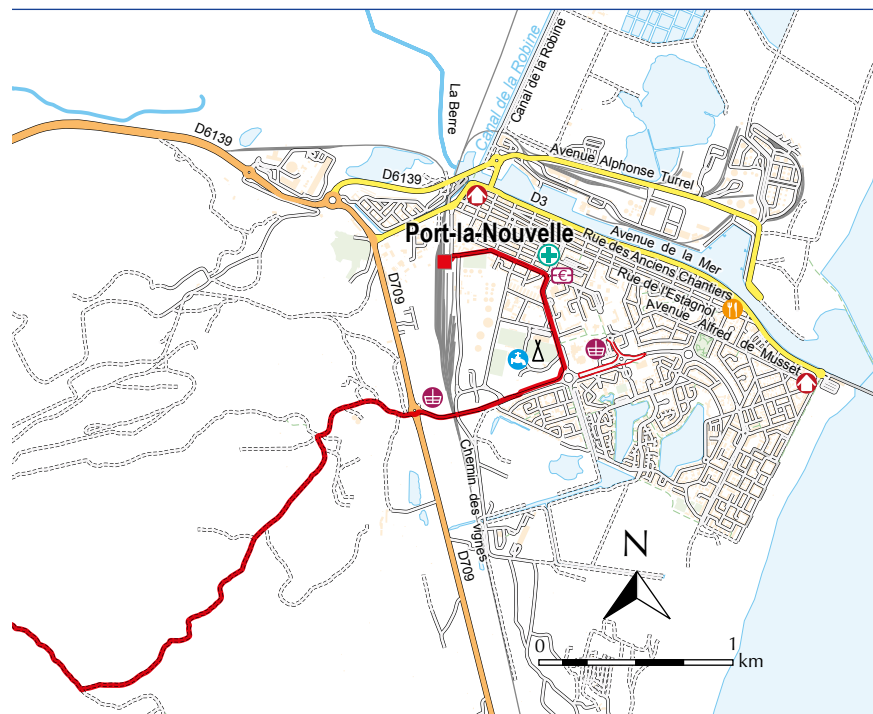 Canal de la Robine
Canal de la Robine
La Berre
D6139
D6139
Avenue Alphonse Turrel
D3
Port-la-Nouvelle
Avenue de la Mer
Rue des Anciens Chantiers
Rue de l'Estagnol
Avenue Alfred de Musset
D709
€
Chemin des vignes
D709
N
0 1
km